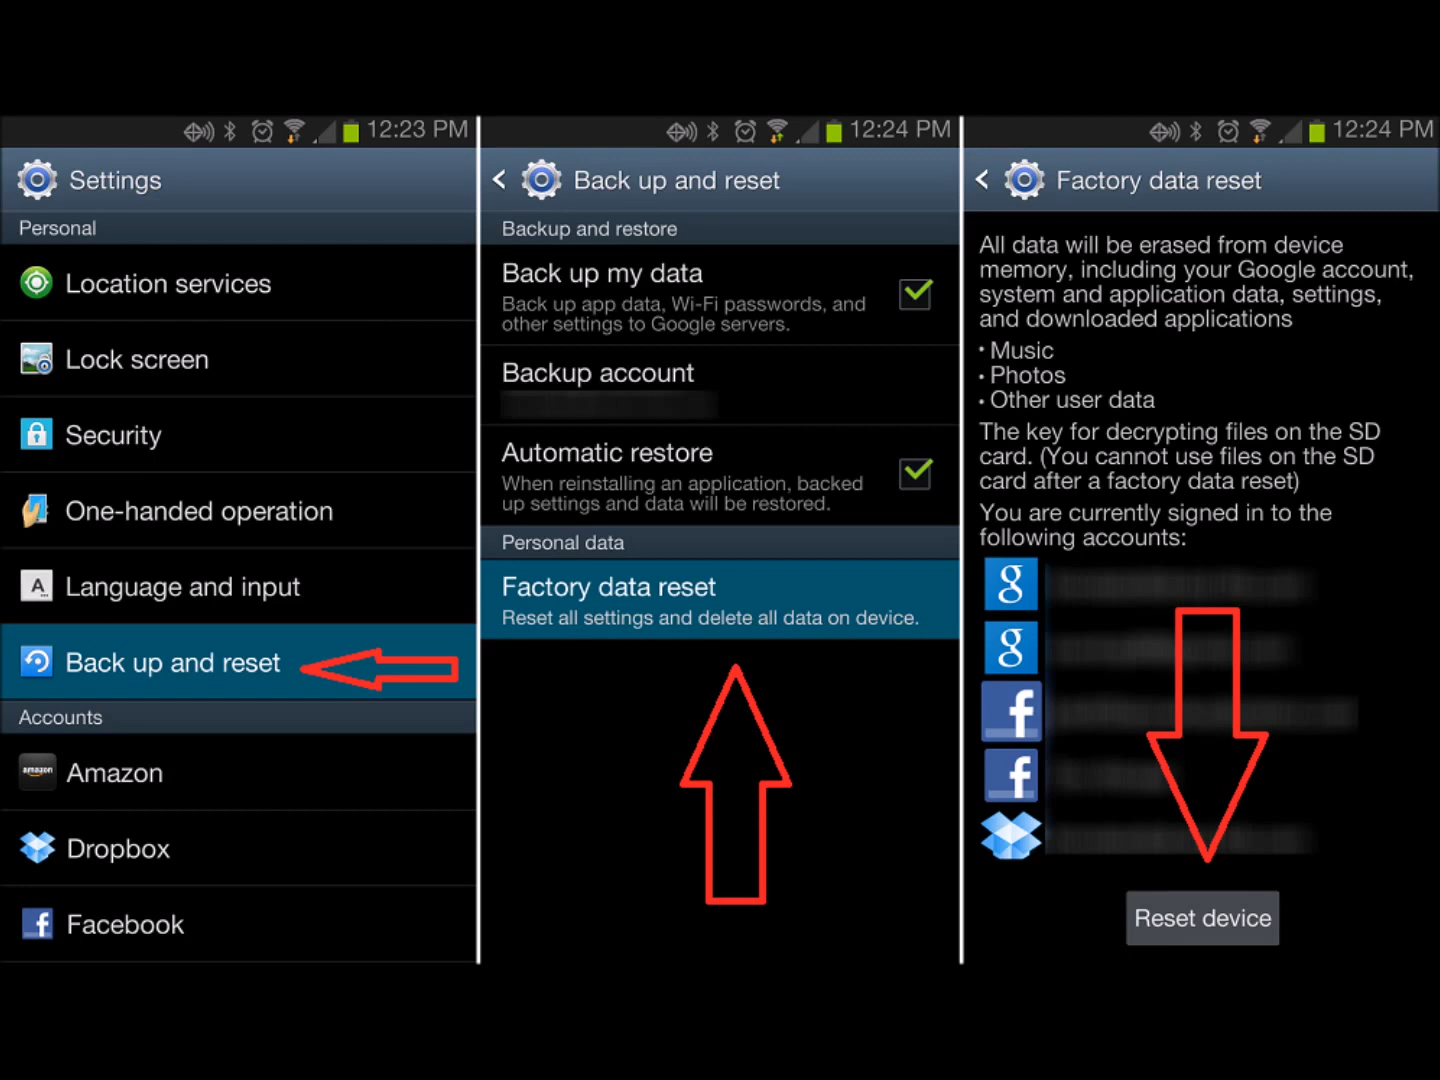 12:23 PM
Settings
Personal
Location services
Lock screen
Security
One-handed operation
Language and input
Back up and reset
Accounts
amazon
Amazon
Dropbox
f
Facebook
12:24 PM
Back up and reset
Backup and restore
Back up my data
Back up app data, Wi-Fi passwords, and
other settings to Google servers.
Backup account
Automatic restore
When reinstalling an application, backed
up settings and data will be restored.
Personal data
Factory data reset
Reset all settings and delete all data on device.
12:24 PM
Factory data reset
All data will be erased from device
memory, including your Google account,
system and application data, settings,
and downloaded applications
• Music
• Photos
• Other user data
The key for decrypting files on the SD
card. (You cannot use files on the SD
card after a factory data reset)
You are currently signed in to the
following accounts:
g
g
f
f
Reset device